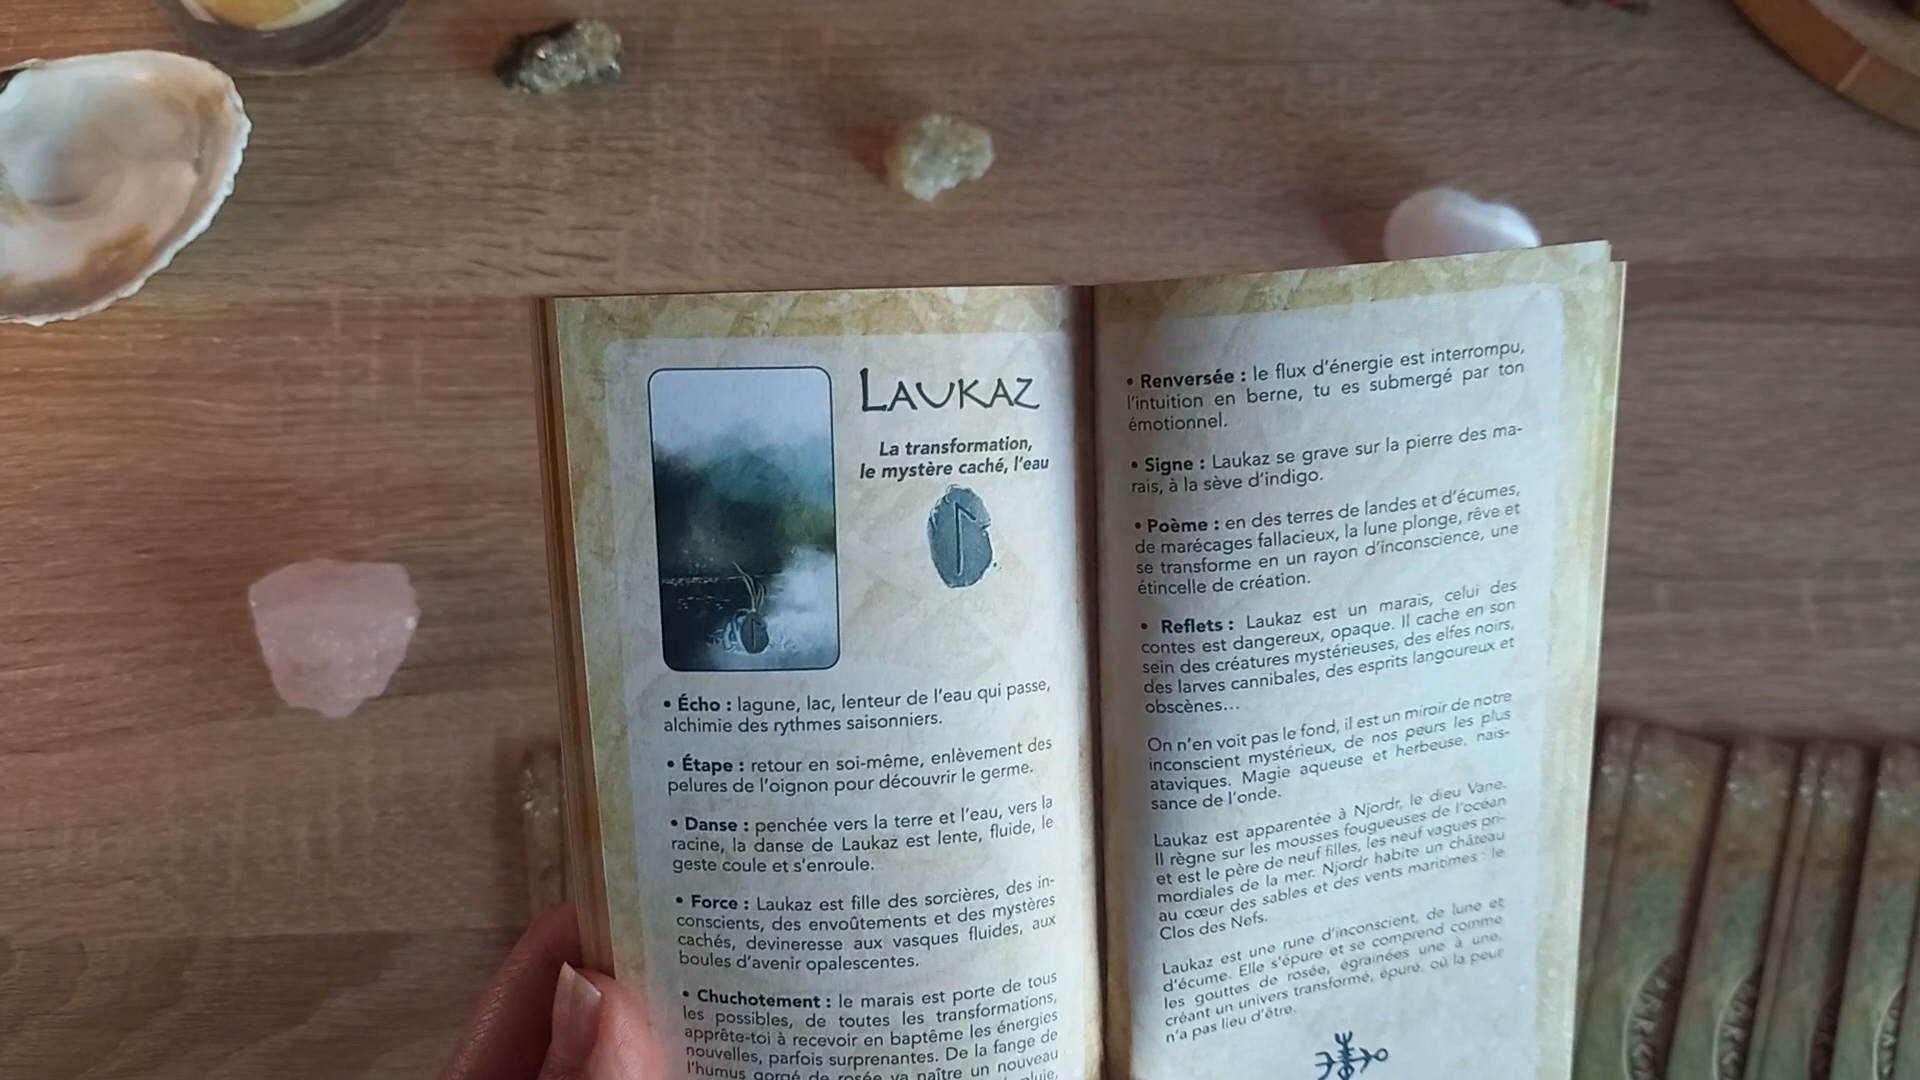 LAUKAZ
La transformation,
le mystère caché, l'eau
• Écho : lagune, lac, lenteur de l'eau qui passe,
alchimie des rythmes saisonniers.
• Étape : retour en soi-même, enlèvement des
pelures de l'oignon pour découvrir le germe.
• Danse : penchée vers la terre et l'eau, vers la
racine, la danse de Laukaz est lente, fluide, le
geste coule et s'enroule.
• Force : Laukaz est fille des sorcières, des in-
conscients, des envoûtements et des mystères
cachés, devineresse aux vasques fluides, aux
boules d'avenir opalescentes.
• Chuchotement : le marais est porte de tous
les possibles, de toutes les transformations,
apprête-toi à recevoir en baptême les énergies
nouvelles, parfois surprenantes. De la fange de
l'humus gorgé de rosée va naître un nouveau
pluie,
• Renversée : le flux d'énergie est interrompu,
l'intuition en berne, tu es submergé par ton
émotionnel.
• Signe : Laukaz se grave sur la pierre des ma-
rais, à la sève d'indigo.
• Poème : en des terres de landes et d'écumes,
de marécages fallacieux, la lune plonge, rêve et
se transforme en un rayon d'inconscience, une
étincelle de création.
• Reflets : Laukaz est un marais, celui des
contes est dangereux, opaque. Il cache en son
sein des créatures mystérieuses, des elfes noirs,
des larves cannibales, des esprits langoureux et
obscènes...
On n'en voit pas le fond, il est un miroir de notre
inconscient mystérieux, de nos peurs les plus
ataviques. Magie aqueuse et herbeuse, nais-
sance de l'onde.
Laukaz est apparentée à Njordr, le dieu Vane.
Il règne sur les mousses fougueuses de l'océan
et est le père de neuf filles, les neuf vagues pri-
mordiales de la mer. Njordr habite un château
au cœur des sables et des vents maritimes : le
Clos des Nefs.
Laukaz est une rune d'inconscient, de lune et
d'écume. Elle s'épure et se comprend comme
les gouttes de rosée, égrainées une à une,
créant un univers transformé, épuré, où la peur
n'a pas lieu d'être.